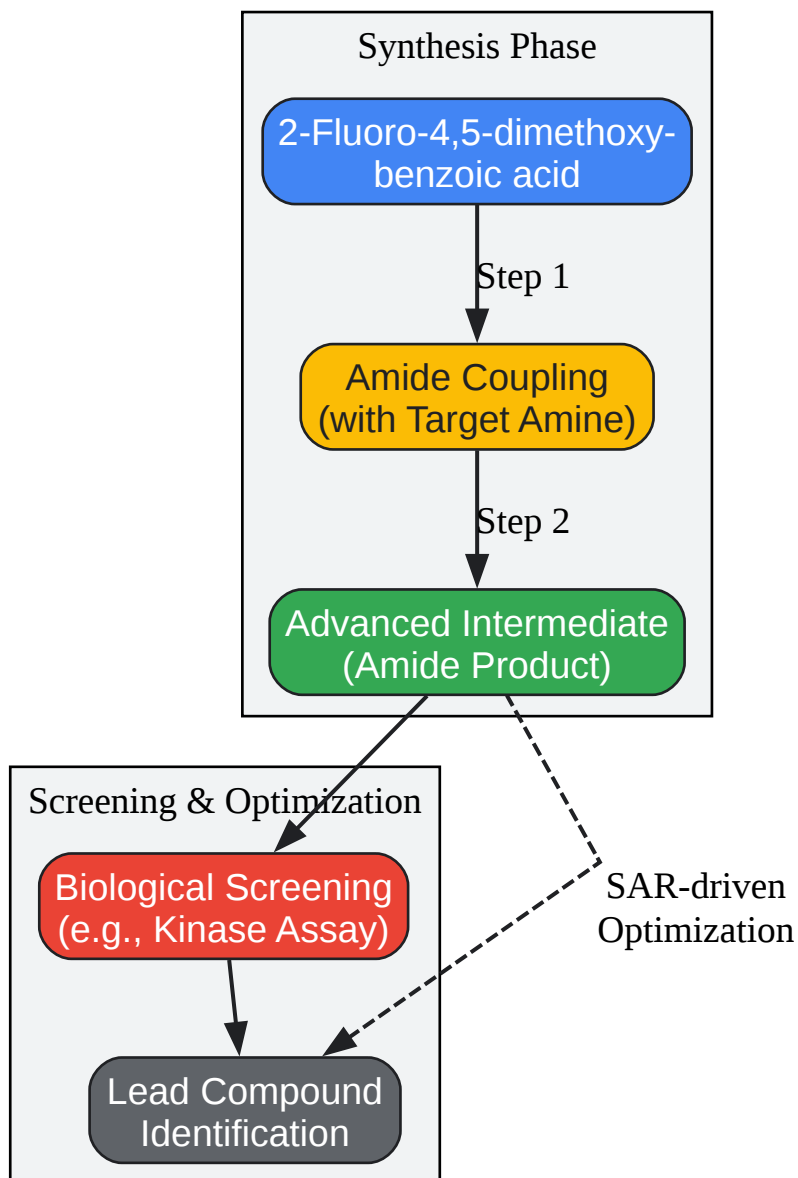 Synthesis Phase
2-Fluoro-4,5-dimethoxy-
benzoic acid
Step 1
Amide Coupling
(with Target Amine)
Step 2
Advanced Intermediate
(Amide Product)
Screening & Optimization
Biological Screening
(e.g., Kinase Assay)
SAR-driven
Optimization
Lead Compound
Identification